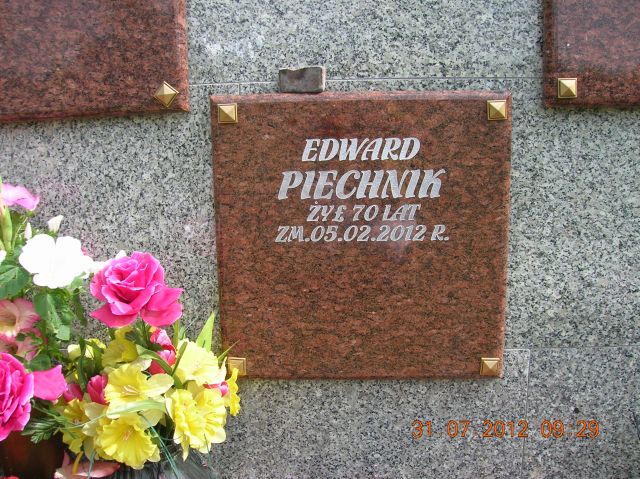 EDWARD
PIECHNIK
ŻYŁ 70 LAT
ZM.05.02.2012 R.
31 07 2012 09:29